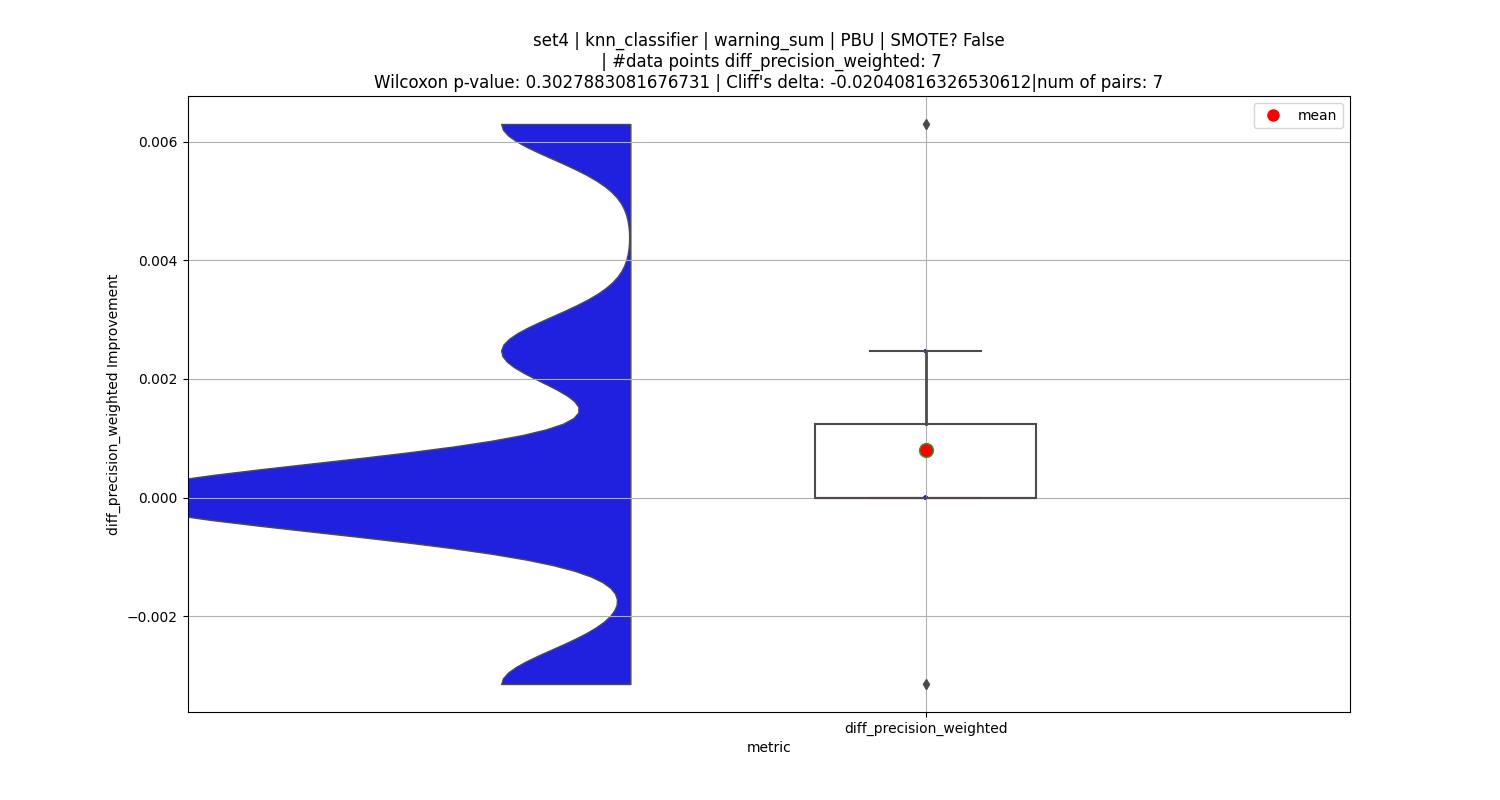 set4 | knn_classifier | warning_sum | PBU | SMOTE? False
| #data points diff_precision_weighted: 7
Wilcoxon p-value: 0.3027883081676731 | Cliff's delta: -0.02040816326530612|num of pairs: 7
mean
0.006
0.004
0.002
0.000
−0.002
diff_precision_weighted Improvement
diff_precision_weighted
metric